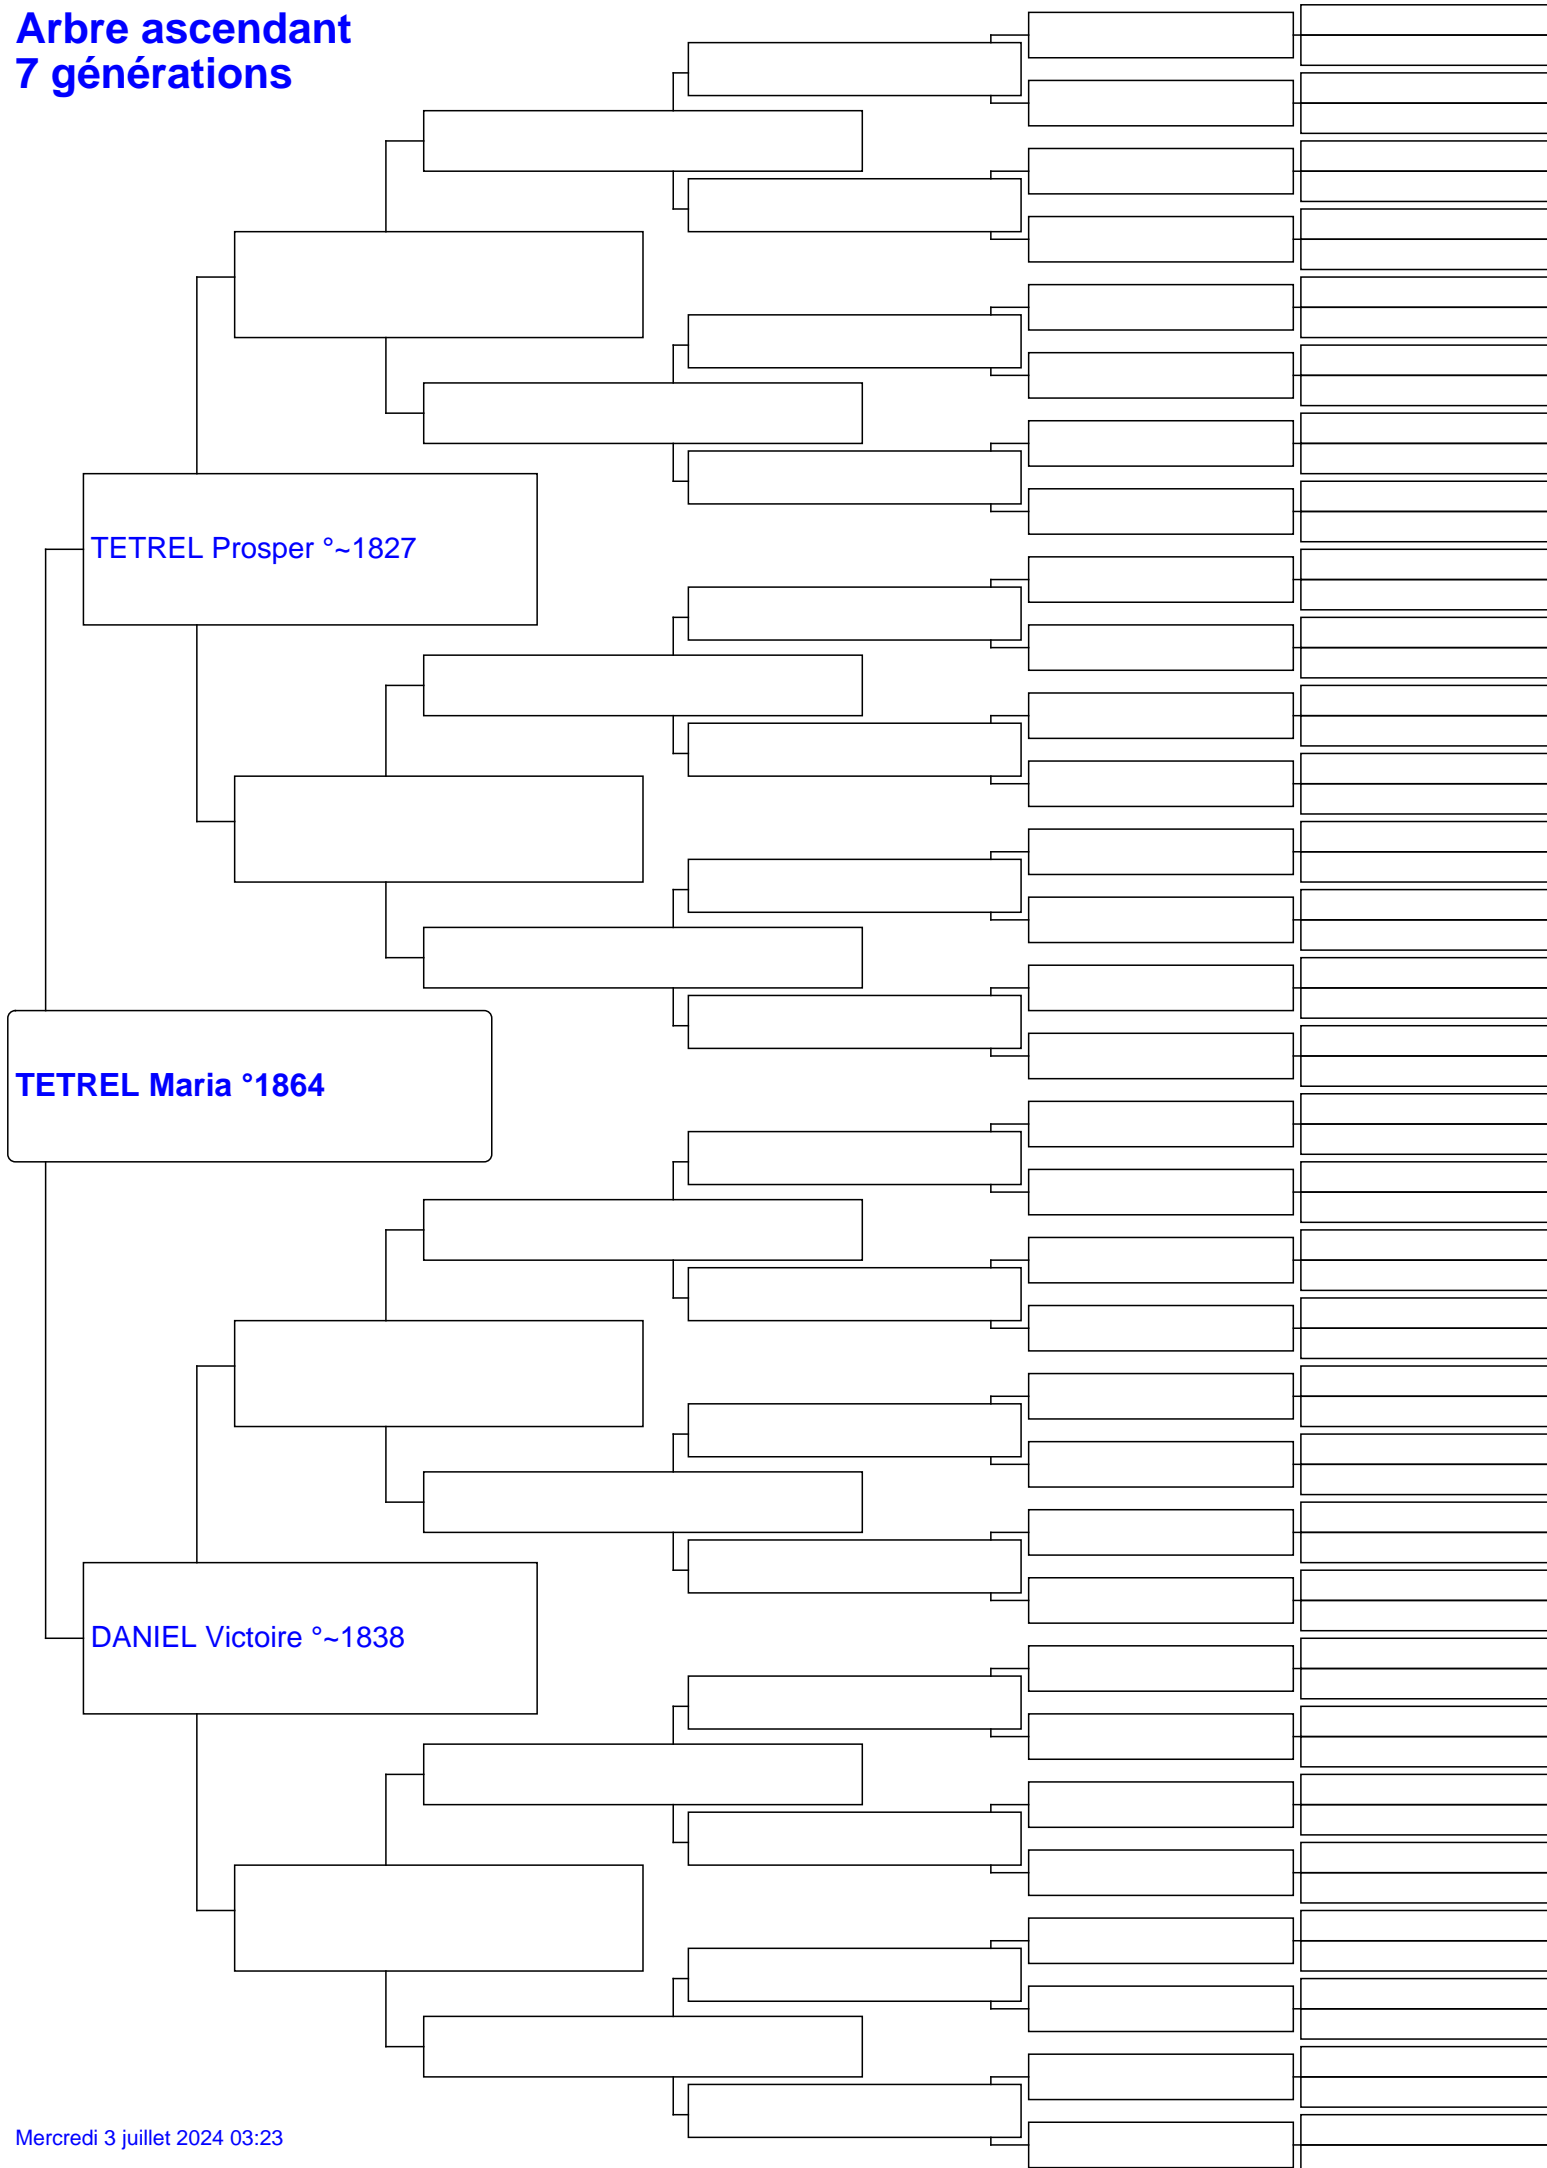 Arbre ascendant
7 générations
TETREL Prosper °~1827
TETREL Maria °1864
DANIEL Victoire °~1838
Mercredi 3 juillet 2024 03:23